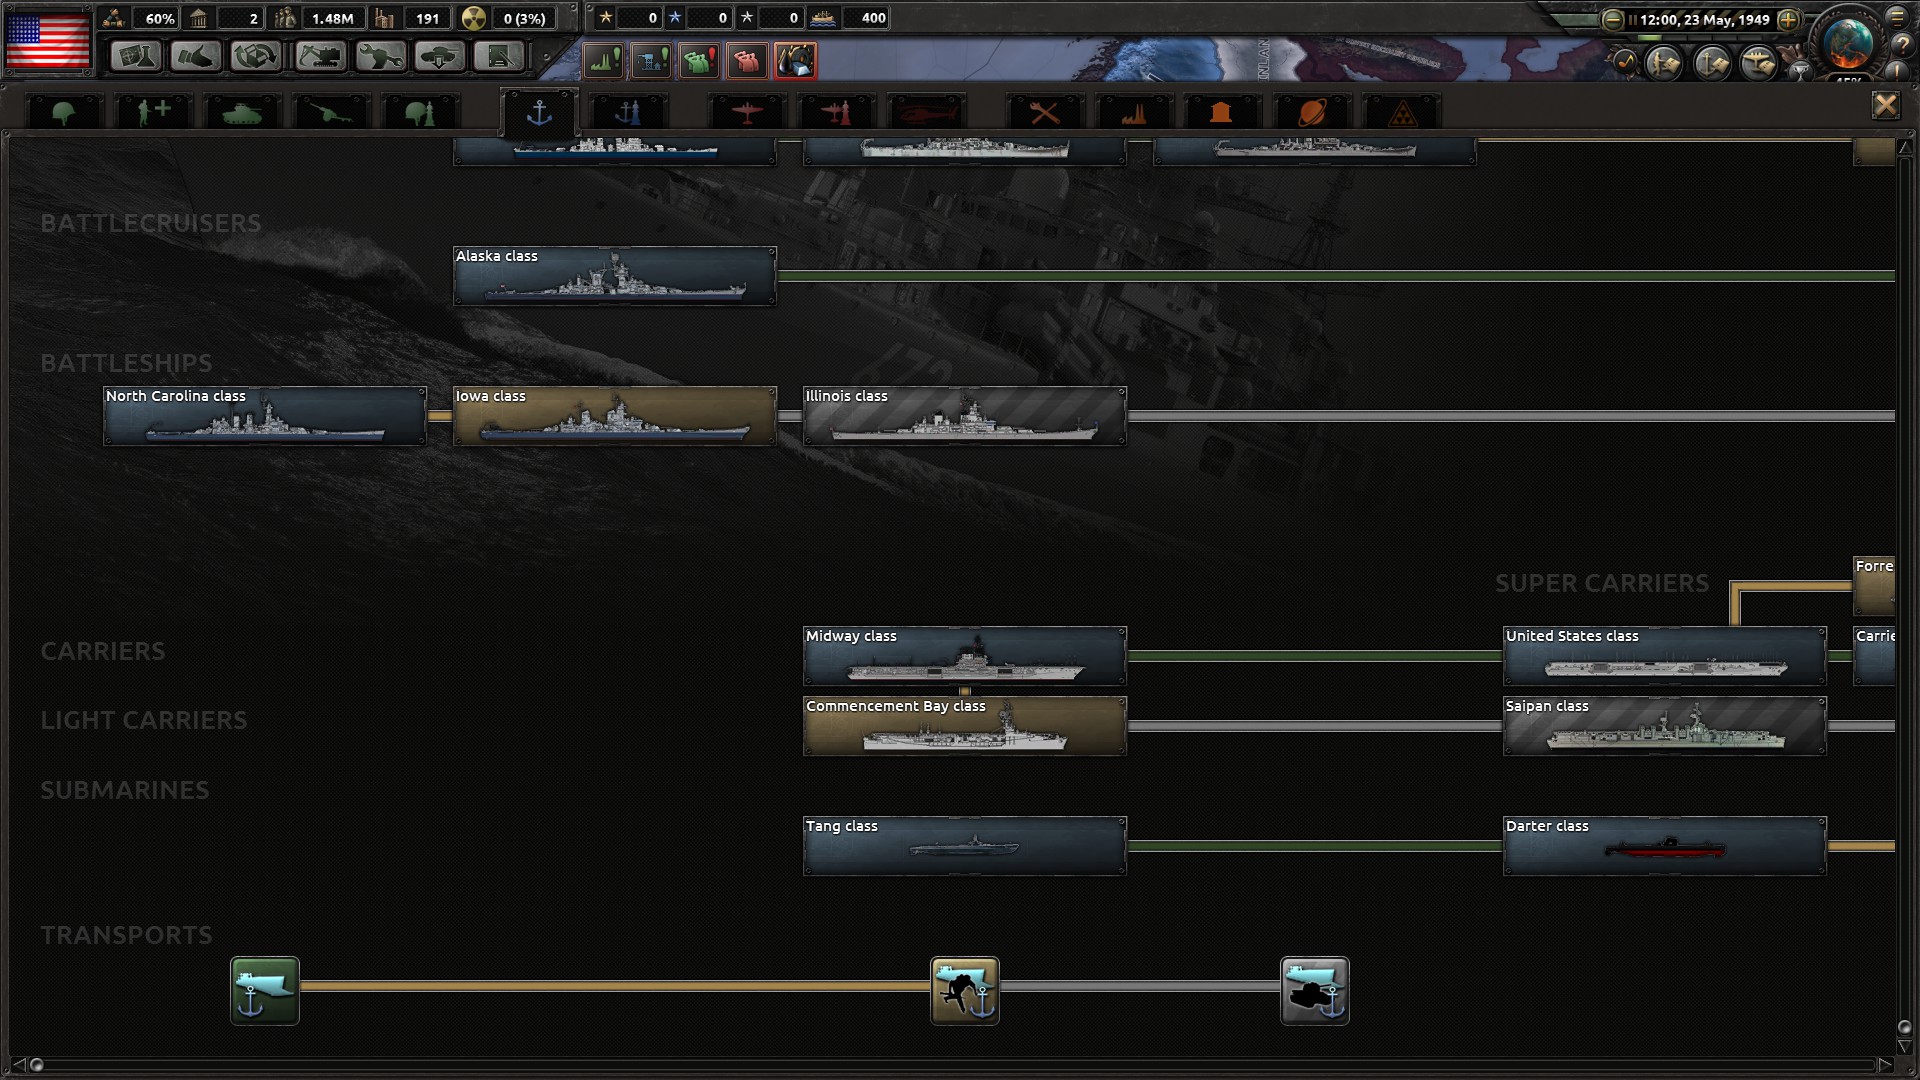 60% 2 1.48M 191 0 (3%) 0 0 0 400 12:00, 23 May, 1949
BATTLECRUISERS
Alaska class
BATTLESHIPS
North Carolina class Iowa class Illinois class
SUPER CARRIERS
Forre
CARRIERS
Midway class United States class Carrie
LIGHT CARRIERS
Commencement Bay class Saipan class
SUBMARINES
Tang class Darter class
TRANSPORTS